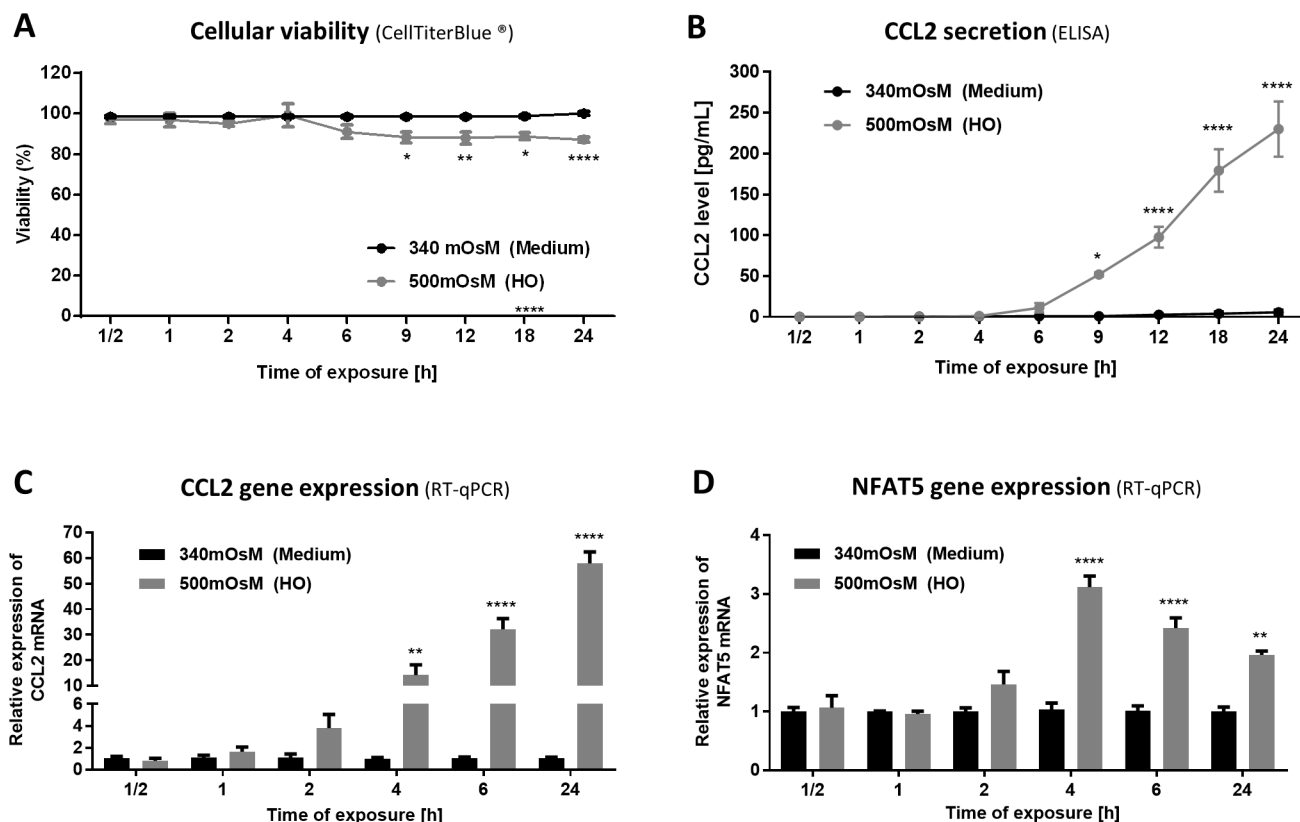 A
Cellular viability (CellTiterBlue ®)
120
100
80
60
40
20
0
Viability (%)
* ** * ****
340 mOsM (Medium)
500mOsM (HO)
****
1/2 1 2 4 6 9 12 18 24
Time of exposure [h]
B
CCL2 secretion (ELISA)
300
250
200
150
100
50
0
CCL2 level [pg/mL]
340mOsM (Medium)
500mOsM (HO)
****
****
****
*
1/2 1 2 4 6 9 12 18 24
Time of exposure [h]
C
CCL2 gene expression (RT-qPCR)
70
60
50
40
30
20
10
6
4
2
0
Relative expression of
CCL2 mRNA
340mOsM (Medium)
500mOsM (HO)
****
****
**
1/2 1 2 4 6 24
Time of exposure [h]
D
NFAT5 gene expression (RT-qPCR)
4
3
2
1
0
Relative expression of
NFAT5 mRNA
340mOsM (Medium)
500mOsM (HO)
****
****
**
1/2 1 2 4 6 24
Time of exposure [h]